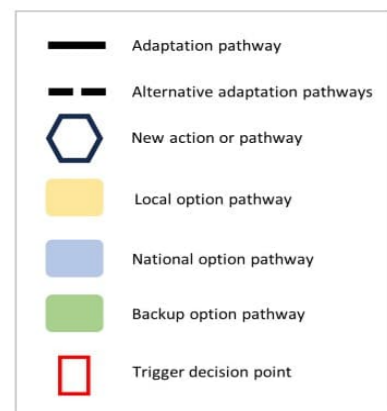 Adaptation pathway
Alternative adaptation pathways
New action or pathway
Local option pathway
National option pathway
Backup option pathway
Trigger decision point